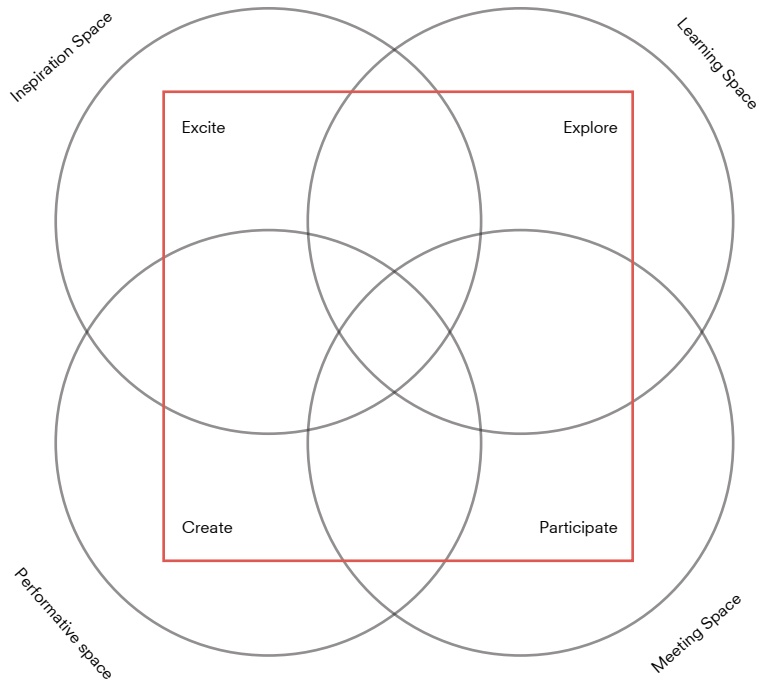 Inspiration Space
Learning Space
Excite
Explore
Create
Participate
Performative space
Meeting Space